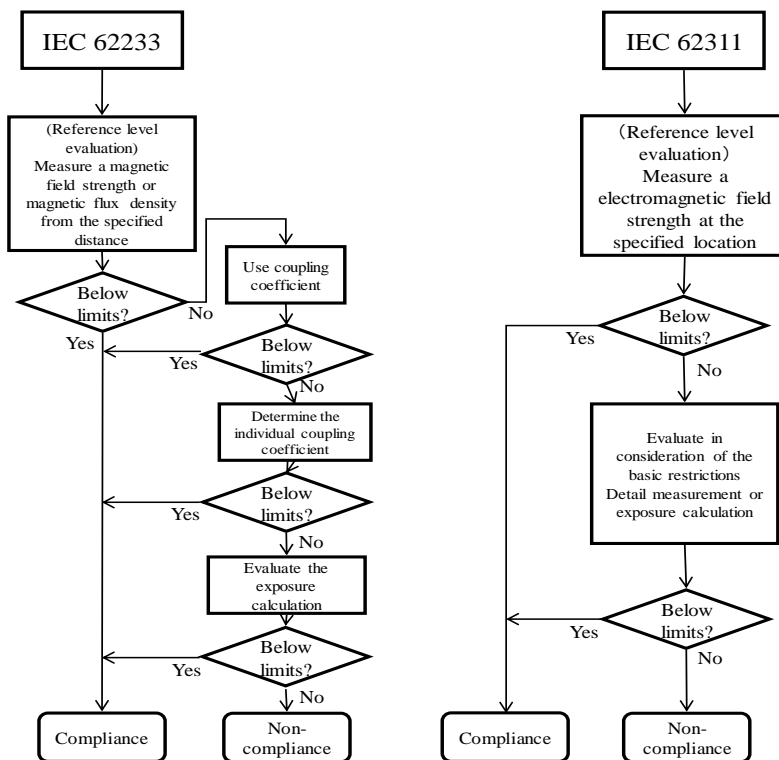 IEC 62233
(Reference level
evaluation)
Measure a magnetic
field strength or
magnetic flux density
from the specified
distance
Below
limits?
No
Yes
Use coupling
coefficient
Below
limits?
Yes
No
Determine the
individual coupling
coefficient
Below
limits?
Yes
No
Evaluate the
exposure
calculation
Below
limits?
Yes
No
Compliance
Non-
compliance
IEC 62311
（Reference level
evaluation）
Measure a
electromagnetic field
strength at the
specified location
Below
limits?
Yes
No
Evaluate in
consideration of the
basic restrictions
Detail measurement or
exposure calculation
Below
limits?
Yes
No
Compliance
Non-
compliance